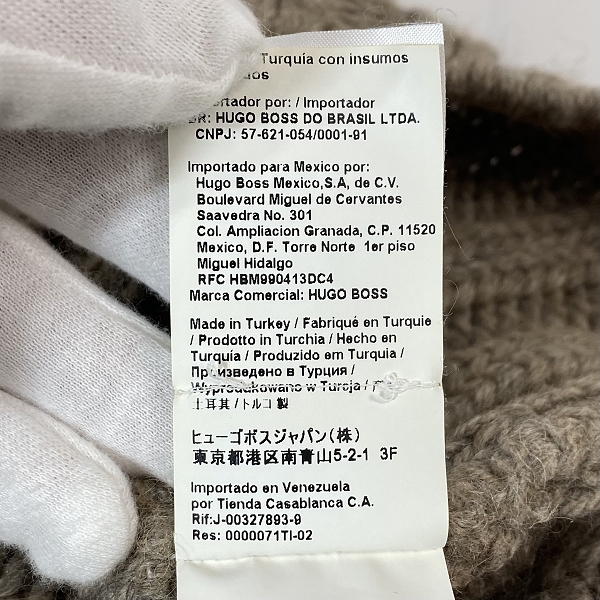 Turquía con insumos
Importador
BR: HUGO BOSS DO BRASIL LTDA.
CNPJ: 57-621-054/0001-91
Importado para Mexico por:
Hugo Boss Mexico,S,A, de C.V.
Boulevard Miguel de Cervantes
Saavedra No. 301
Col. Ampliacion Granada, C.P. 11520
Mexico, D.F. Torre Norte 1er piso
Miguel Hidalgo
RFC HBM990413DC4
Marca Comercial: HUGO BOSS
Made in Turkey / Fabriqué en Turquie
/ Prodotto in Turchia / Hecho en
Turquía / Produzido em Turquia /
Произведено в Турции /
Wyprodukowano w Turcja /
土耳其 / トルコ製
ヒューゴボスジャパン(株)
東京都港区南青山5-2-1 3F
Importado en Venezuela
por Tienda Casablanca C.A.
Rif:J-00327893-9
Res: 0000071TI-02